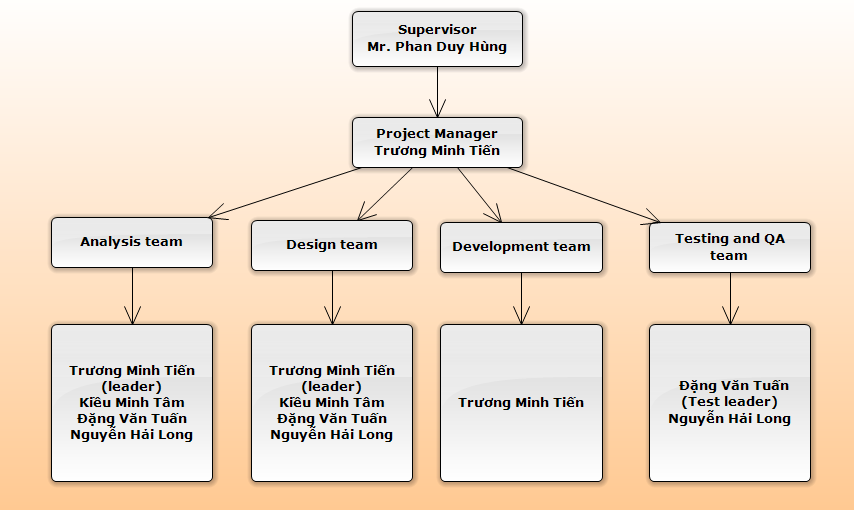 Supervisor
Mr. Phan Duy Hùng
Project Manager
Trương Minh Tiến
Analysis team
Design team
Development team
Testing and QA
team
Trương Minh Tiến
(leader)
Kiều Minh Tâm
Đặng Văn Tuấn
Nguyễn Hải Long
Trương Minh Tiến
(leader)
Kiều Minh Tâm
Đặng Văn Tuấn
Nguyễn Hải Long
Trương Minh Tiến
Đặng Văn Tuấn
(Test leader)
Nguyễn Hải Long